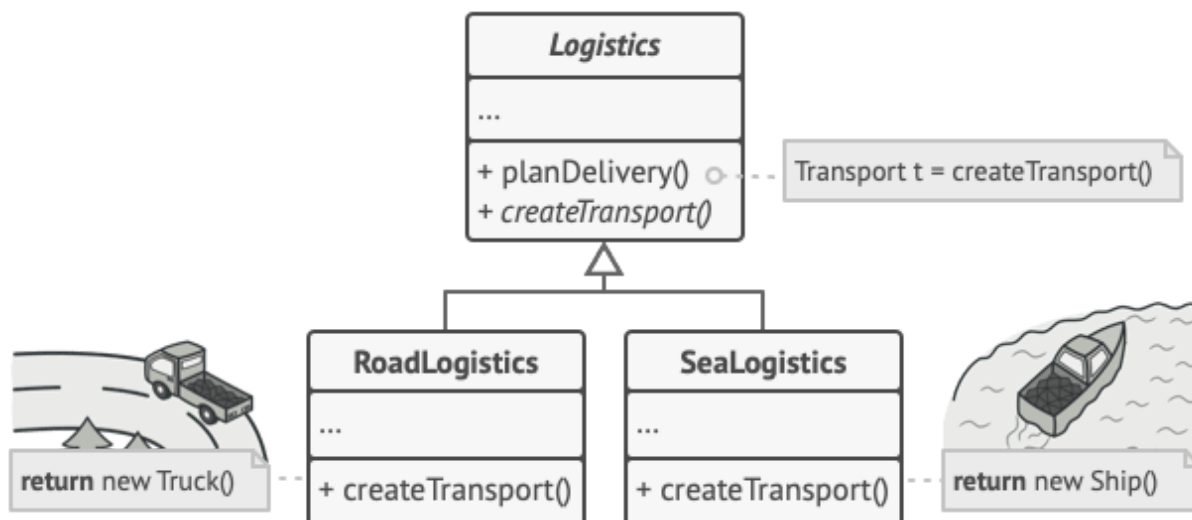 Logistics
...
+ planDelivery()
+ createTransport()
Transport t = createTransport()
RoadLogistics
...
+ createTransport()
return new Truck()
SeaLogistics
...
+ createTransport()
return new Ship()